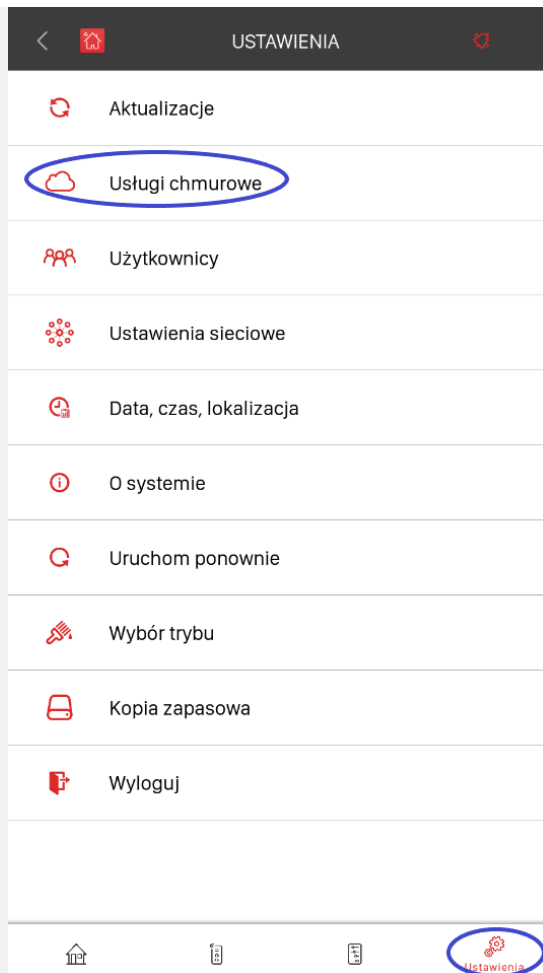 USTAWIENIA
Aktualizacje
Usługi chmurowe
Użytkownicy
Ustawienia sieciowe
Data, czas, lokalizacja
O systemie
Uruchom ponownie
Wybór trybu
Kopia zapasowa
Wyloguj
Ustawienia